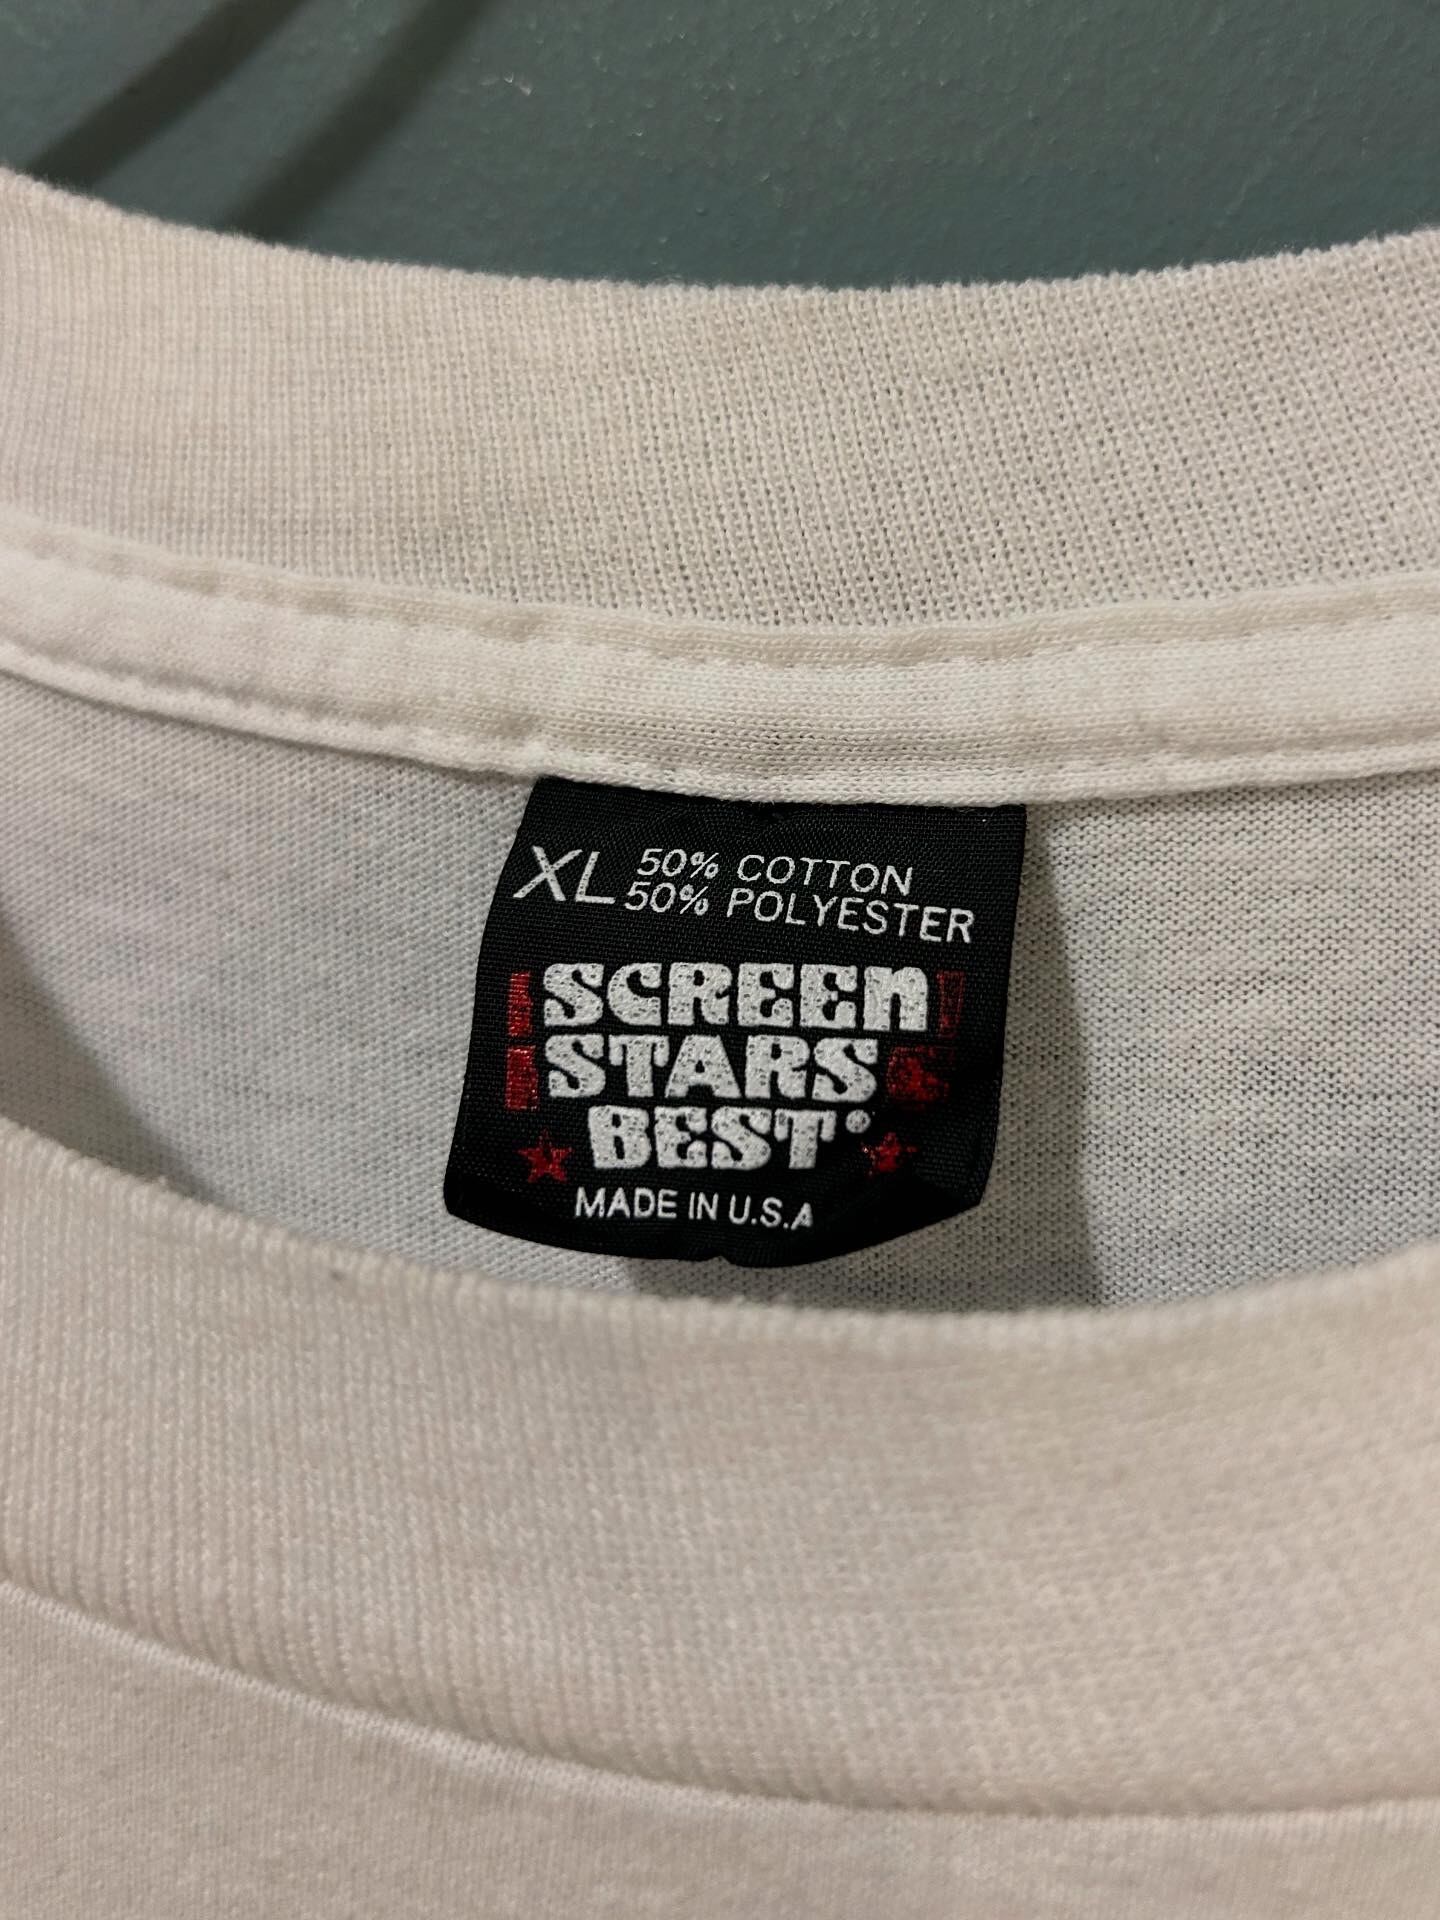 XL 50% COTTON
50% POLYESTER
SCREEN
STARS
BEST®
MADE IN U.S.A